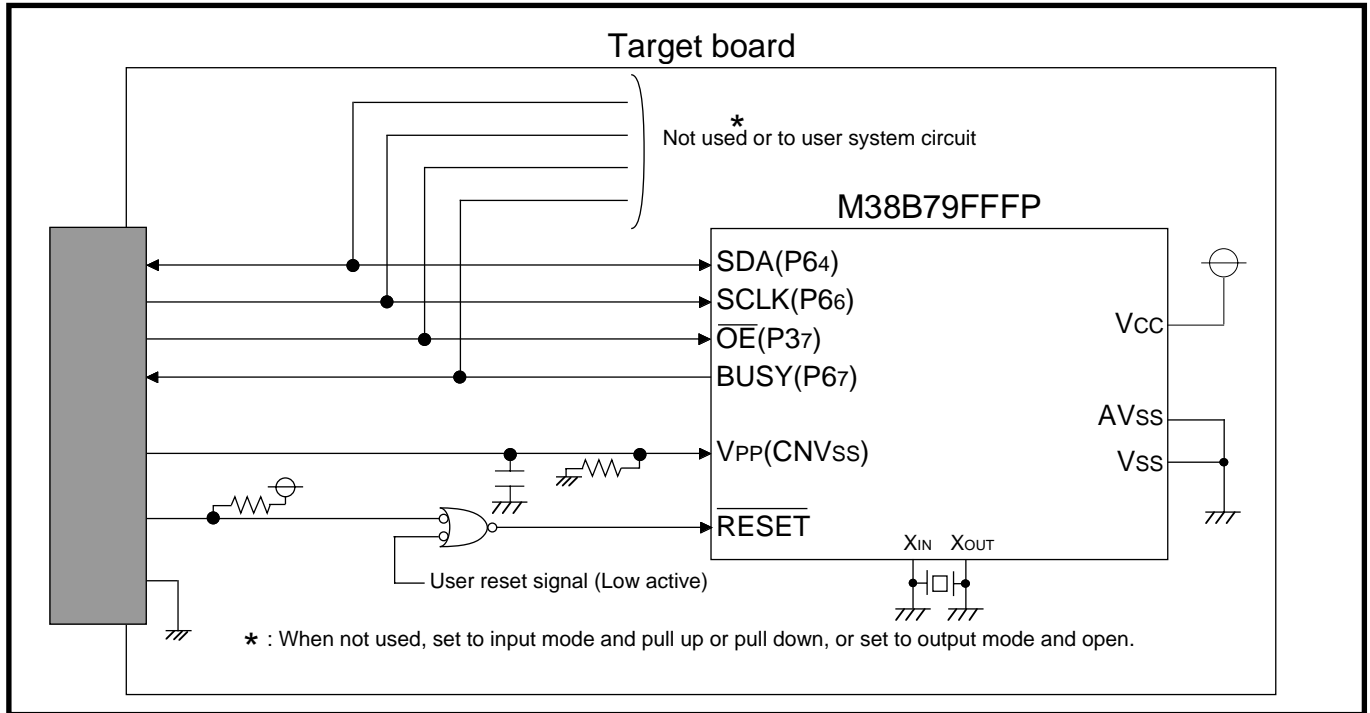 Target board
*
Not used or to user system circuit
M38B79FFFP
SDA(P64)
SCLK(P66)
OE(P37)
BUSY(P67)
VPP(CNVSS)
RESET
VCC
AVSS
VSS
XIN XOUT
User reset signal (Low active)
* : When not used, set to input mode and pull up or pull down, or set to output mode and open.